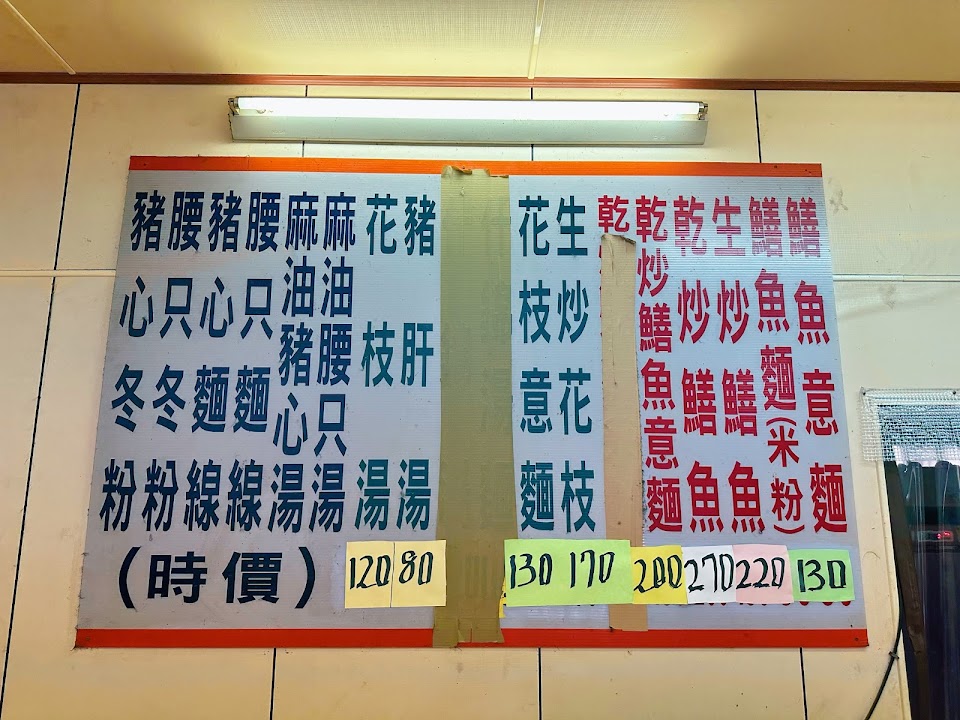 鱔魚意麵
鱔魚麵(米粉)
130
生炒鱔魚
220
乾炒鱔魚
270
乾炒鱔魚意麵
200
乾
生炒花枝
170
花枝意麵
130
豬肝湯
80
花枝湯
120
麻油腰只湯
麻油豬心湯
腰只麵線
豬心麵線
腰只冬粉
豬心冬粉
(時價)